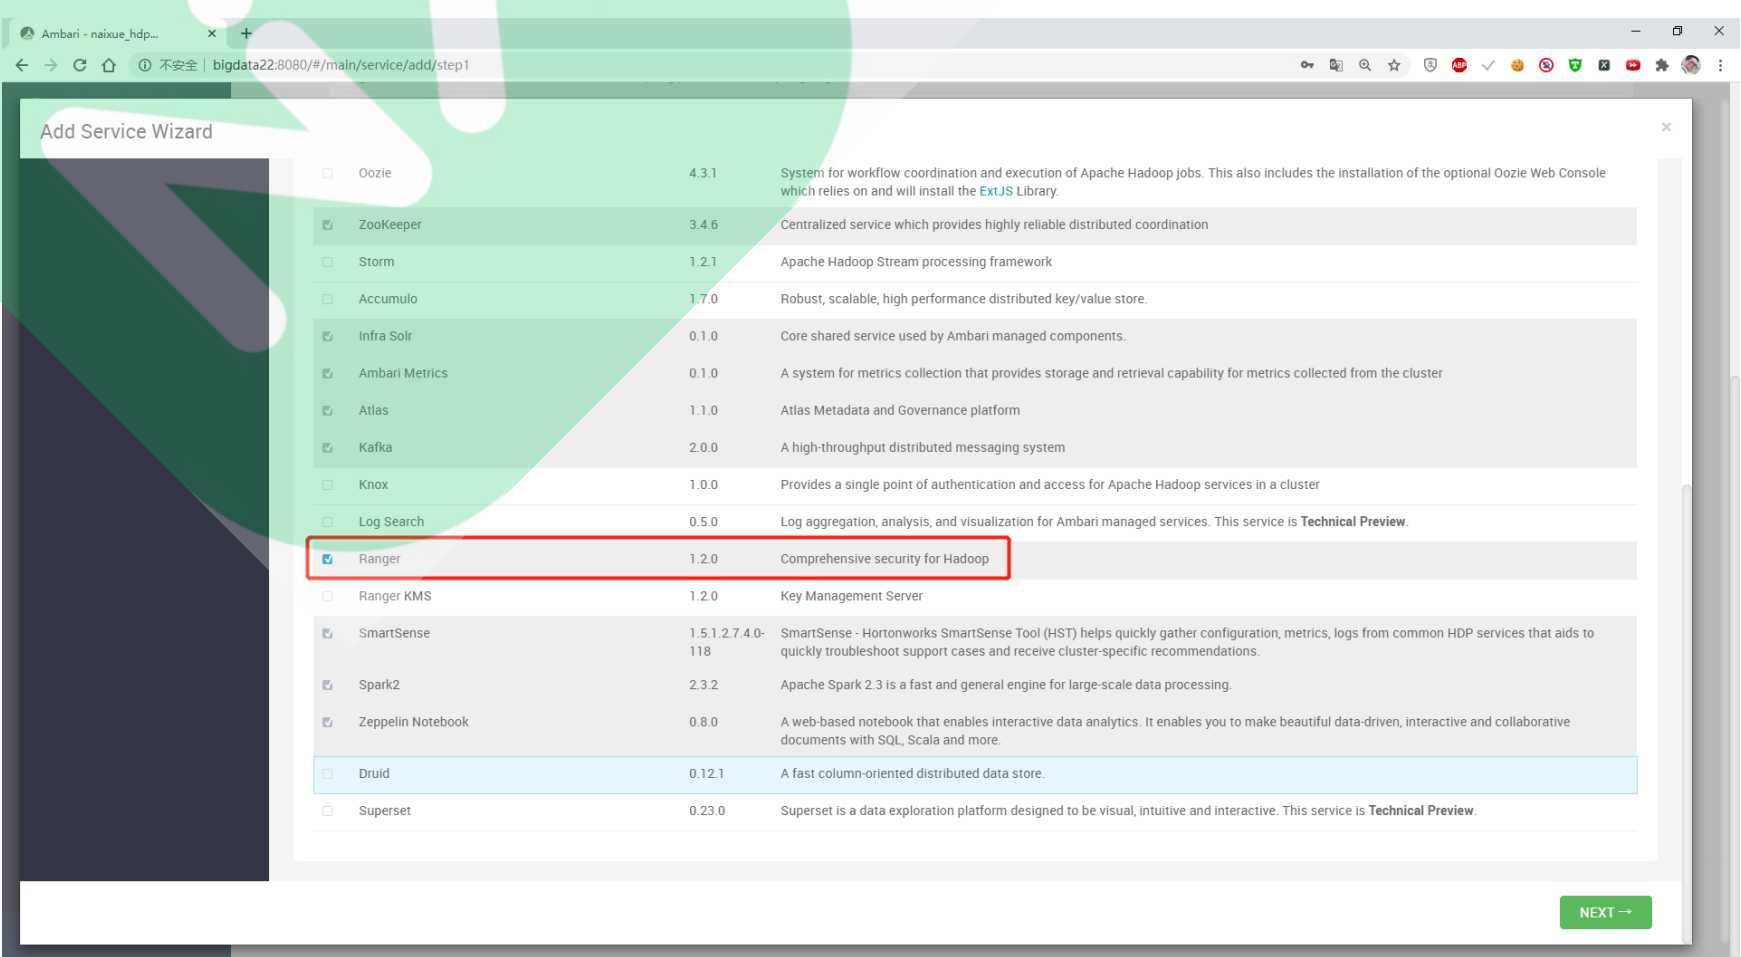 Ambari - naixue_hdp...
不安全 | bigdata22:8080/#/main/service/add/step1
Add Service Wizard
Oozie 4.3.1 System for workflow coordination and execution of Apache Hadoop jobs. This also includes the installation of the optional Oozie Web Console
which relies on and will install the ExtJS Library.
ZooKeeper 3.4.6 Centralized service which provides highly reliable distributed coordination
Storm 1.2.1 Apache Hadoop Stream processing framework
Accumulo 1.7.0 Robust, scalable, high performance distributed key/value store.
Infra Solr 0.1.0 Core shared service used by Ambari managed components.
Ambari Metrics 0.1.0 A system for metrics collection that provides storage and retrieval capability for metrics collected from the cluster
Atlas 1.1.0 Atlas Metadata and Governance platform
Kafka 2.0.0 A high-throughput distributed messaging system
Knox 1.0.0 Provides a single point of authentication and access for Apache Hadoop services in a cluster
Log Search 0.5.0 Log aggregation, analysis, and visualization for Ambari managed services. This service is Technical Preview.
Ranger 1.2.0 Comprehensive security for Hadoop
Ranger KMS 1.2.0 Key Management Server
SmartSense 1.5.1.2.7.4.0- SmartSense - Hortonworks SmartSense Tool (HST) helps quickly gather configuration, metrics, logs from common HDP services that aids to
118 quickly troubleshoot support cases and receive cluster-specific recommendations.
Spark2 2.3.2 Apache Spark 2.3 is a fast and general engine for large-scale data processing.
Zeppelin Notebook 0.8.0 A web-based notebook that enables interactive data analytics. It enables you to make beautiful data-driven, interactive and collaborative
documents with SQL, Scala and more.
Druid 0.12.1 A fast column-oriented distributed data store.
Superset 0.23.0 Superset is a data exploration platform designed to be visual, intuitive and interactive. This service is Technical Preview.
NEXT →